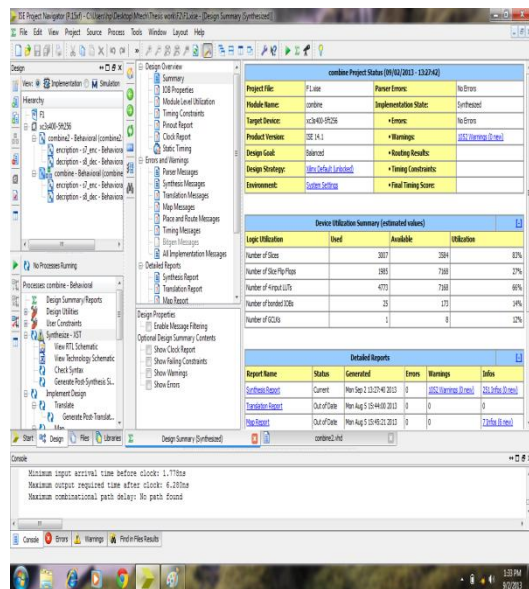 ISE Project Navigator (P.15xf) - C:\Users\hp\Desktop\Mtech\Thesis work\F2\F1.xise - [Design Summary (Synthesized)]
File Edit View Project Source Process Tools Window Layout Help
Design
View: Implementation Simulation
Hierarchy
F1
xc3s400-5ft256
combine2 - Behavioral (combine2.
encription - s7_enc - Behaviora
decription - s8_dec - Behaviora
combine - Behavioral (combine
encription - s7_enc - Behaviora
decription - s8_dec - Behaviora
No Processes Running
Processes: combine - Behavioral
Design Summary/Reports
Design Utilities
User Constraints
Synthesize - XST
View RTL Schematic
View Technology Schematic
Check Syntax
Generate Post-Synthesis Si...
Implement Design
Translate
Generate Post-Translat...
Map
Start Design Files Libraries
Design Overview
Summary
IOB Properties
Module Level Utilization
Timing Constraints
Pinout Report
Clock Report
Static Timing
Errors and Warnings
Parser Messages
Synthesis Messages
Translation Messages
Map Messages
Place and Route Messages
Timing Messages
Bitgen Messages
All Implementation Messages
Detailed Reports
Synthesis Report
Translation Report
Map Report
Design Properties
Enable Message Filtering
Optional Design Summary Contents
Show Clock Report
Show Failing Constraints
Show Warnings
Show Errors
combine Project Status (09/02/2013 - 13:27:42)
Project File: F1.xise Parser Errors: No Errors
Module Name: combine Implementation State: Synthesized
Target Device: xc3s400-5ft256 •Errors: No Errors
Product Version: ISE 14.1 •Warnings: 1052 Warnings (0 new)
Design Goal: Balanced •Routing Results:
Design Strategy: Xilinx Default (unlocked) •Timing Constraints:
Environment: System Settings •Final Timing Score:
Device Utilization Summary (estimated values) [-]
Logic Utilization Used Available Utilization
Number of Slices 3007 3584 83%
Number of Slice Flip Flops 1985 7168 27%
Number of 4 input LUTs 4773 7168 66%
Number of bonded IOBs 25 173 14%
Number of GCLKs 1 8 12%
Detailed Reports [-]
Report Name Status Generated Errors Warnings Infos
Synthesis Report Current Mon Sep 2 13:27:40 2013 0 1052 Warnings (0 new) 251 Infos (0 new)
Translation Report Out of Date Mon Aug 5 15:44:00 2013 0 0 0
Map Report Out of Date Mon Aug 5 15:45:21 2013 0 0 7 Infos (6 new)
Design Summary (Synthesized) combine2.vhd
Console
Minimum input arrival time before clock: 1.778ns
Maximum output required time after clock: 6.280ns
Maximum combinational path delay: No path found
Console Errors Warnings Find in Files Results
1:33 PM
9/2/2013